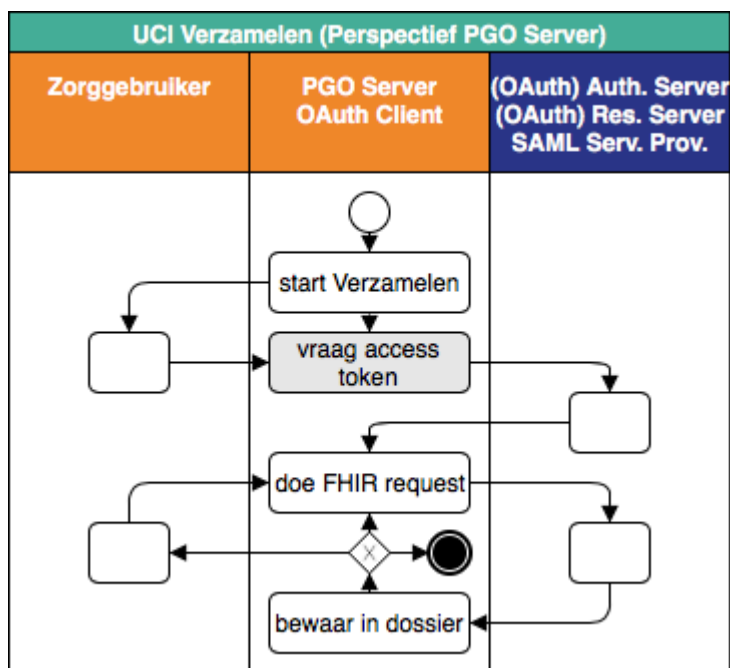 UCI Verzamelen (Perspectief PGO Server)
Zorggebruiker
PGO Server
OAuth Client
(OAuth) Auth. Server
(OAuth) Res. Server
SAML Serv. Prov.
start Verzamelen
vraag access
token
doe FHIR request
X
bewaar in dossier